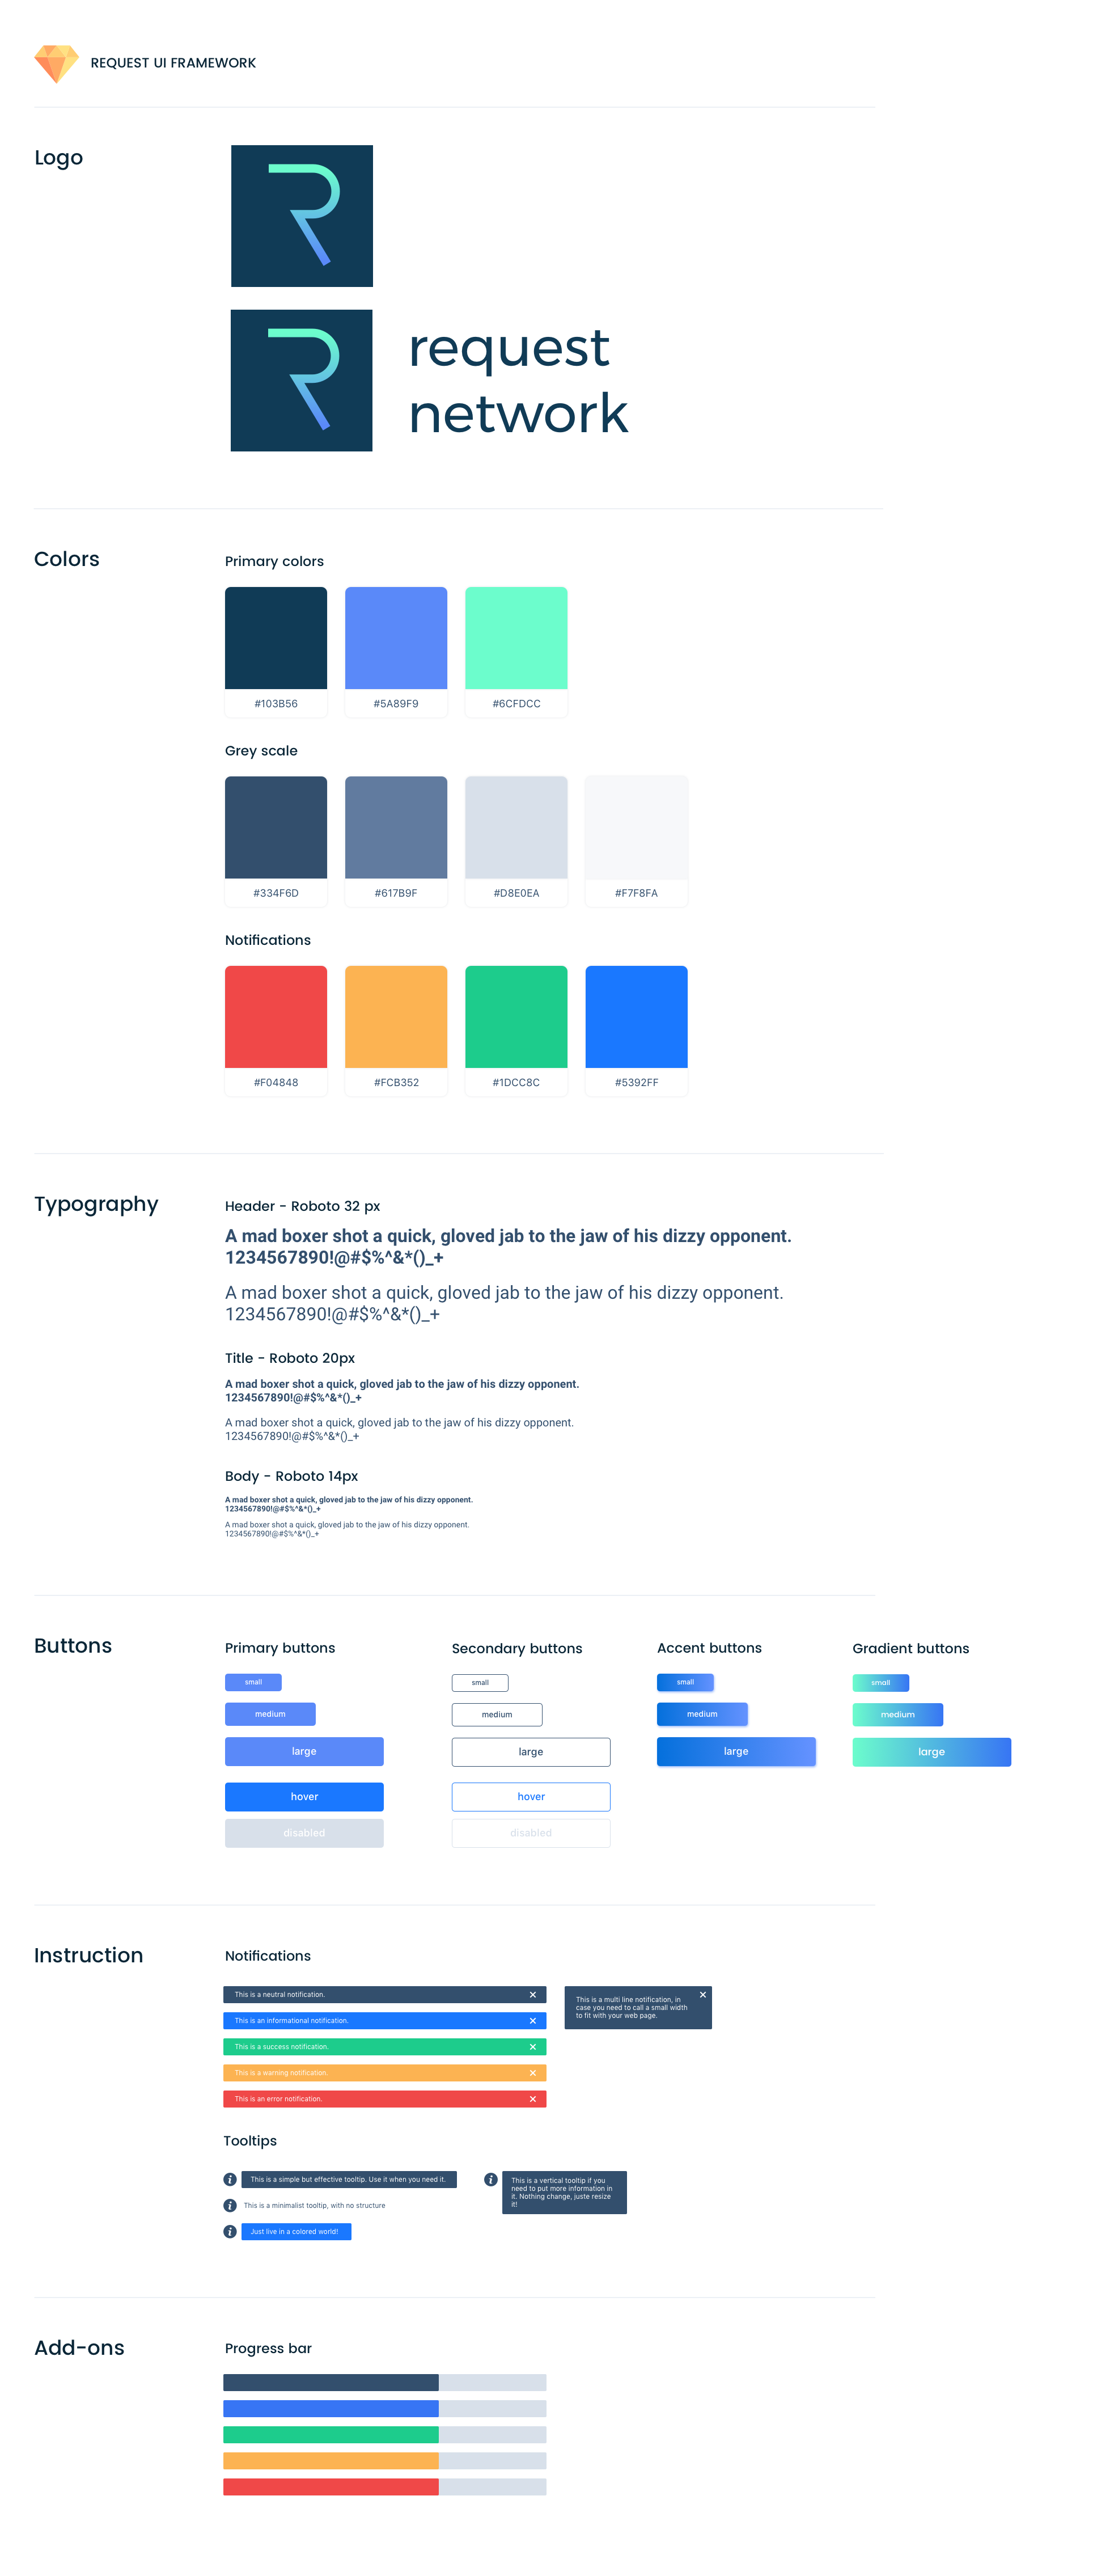 REQUEST UI FRAMEWORK
Logo
request
network
Colors
Primary colors
#103B56
#5A89F9
#6CFDCC
Grey scale
#334F6D
#617B9F
#D8E0EA
#F7F8FA
Notifications
#F04848
#FCB352
#1DCC8C
#5392FF
Typography
Header - Roboto 32 px
A mad boxer shot a quick, gloved jab to the jaw of his dizzy opponent.
1234567890!@#$%^&*()_+
A mad boxer shot a quick, gloved jab to the jaw of his dizzy opponent.
1234567890!@#$%^&*()_+
Title - Roboto 20px
A mad boxer shot a quick, gloved jab to the jaw of his dizzy opponent.
1234567890!@#$%^&*()_+
A mad boxer shot a quick, gloved jab to the jaw of his dizzy opponent.
1234567890!@#$%^&*()_+
Body - Roboto 14px
A mad boxer shot a quick, gloved jab to the jaw of his dizzy opponent.
1234567890!@#$%^&*()_+
A mad boxer shot a quick, gloved jab to the jaw of his dizzy opponent.
1234567890!@#$%^&*()_+
Buttons
Primary buttons
small
medium
large
hover
disabled
Secondary buttons
small
medium
large
hover
disabled
Accent buttons
small
medium
large
Gradient buttons
small
medium
large
Instruction
Notifications
This is a neutral notification.
This is an informational notification.
This is a success notification.
This is a warning notification.
This is an error notification.
This is a multi line notification, in
case you need to call a small width
to fit with your web page.
Tooltips
This is a simple but effective tooltip. Use it when you need it.
This is a minimalist tooltip, with no structure
Just live in a colored world!
This is a vertical tooltip if you
need to put more information in
it. Nothing change, juste resize
it!
Add-ons
Progress bar